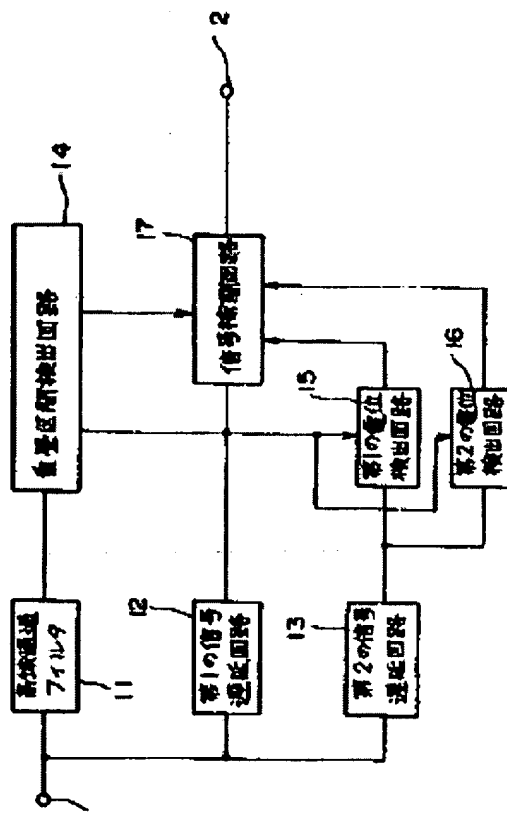 高域通過
フィルタ
11
重畳区間検出回路
14
第1の信号
遅延回路
12
信号検補回路
17
2
第2の信号
遅延回路
13
第1の電位
検出回路
15
第2の電位
検出回路
16